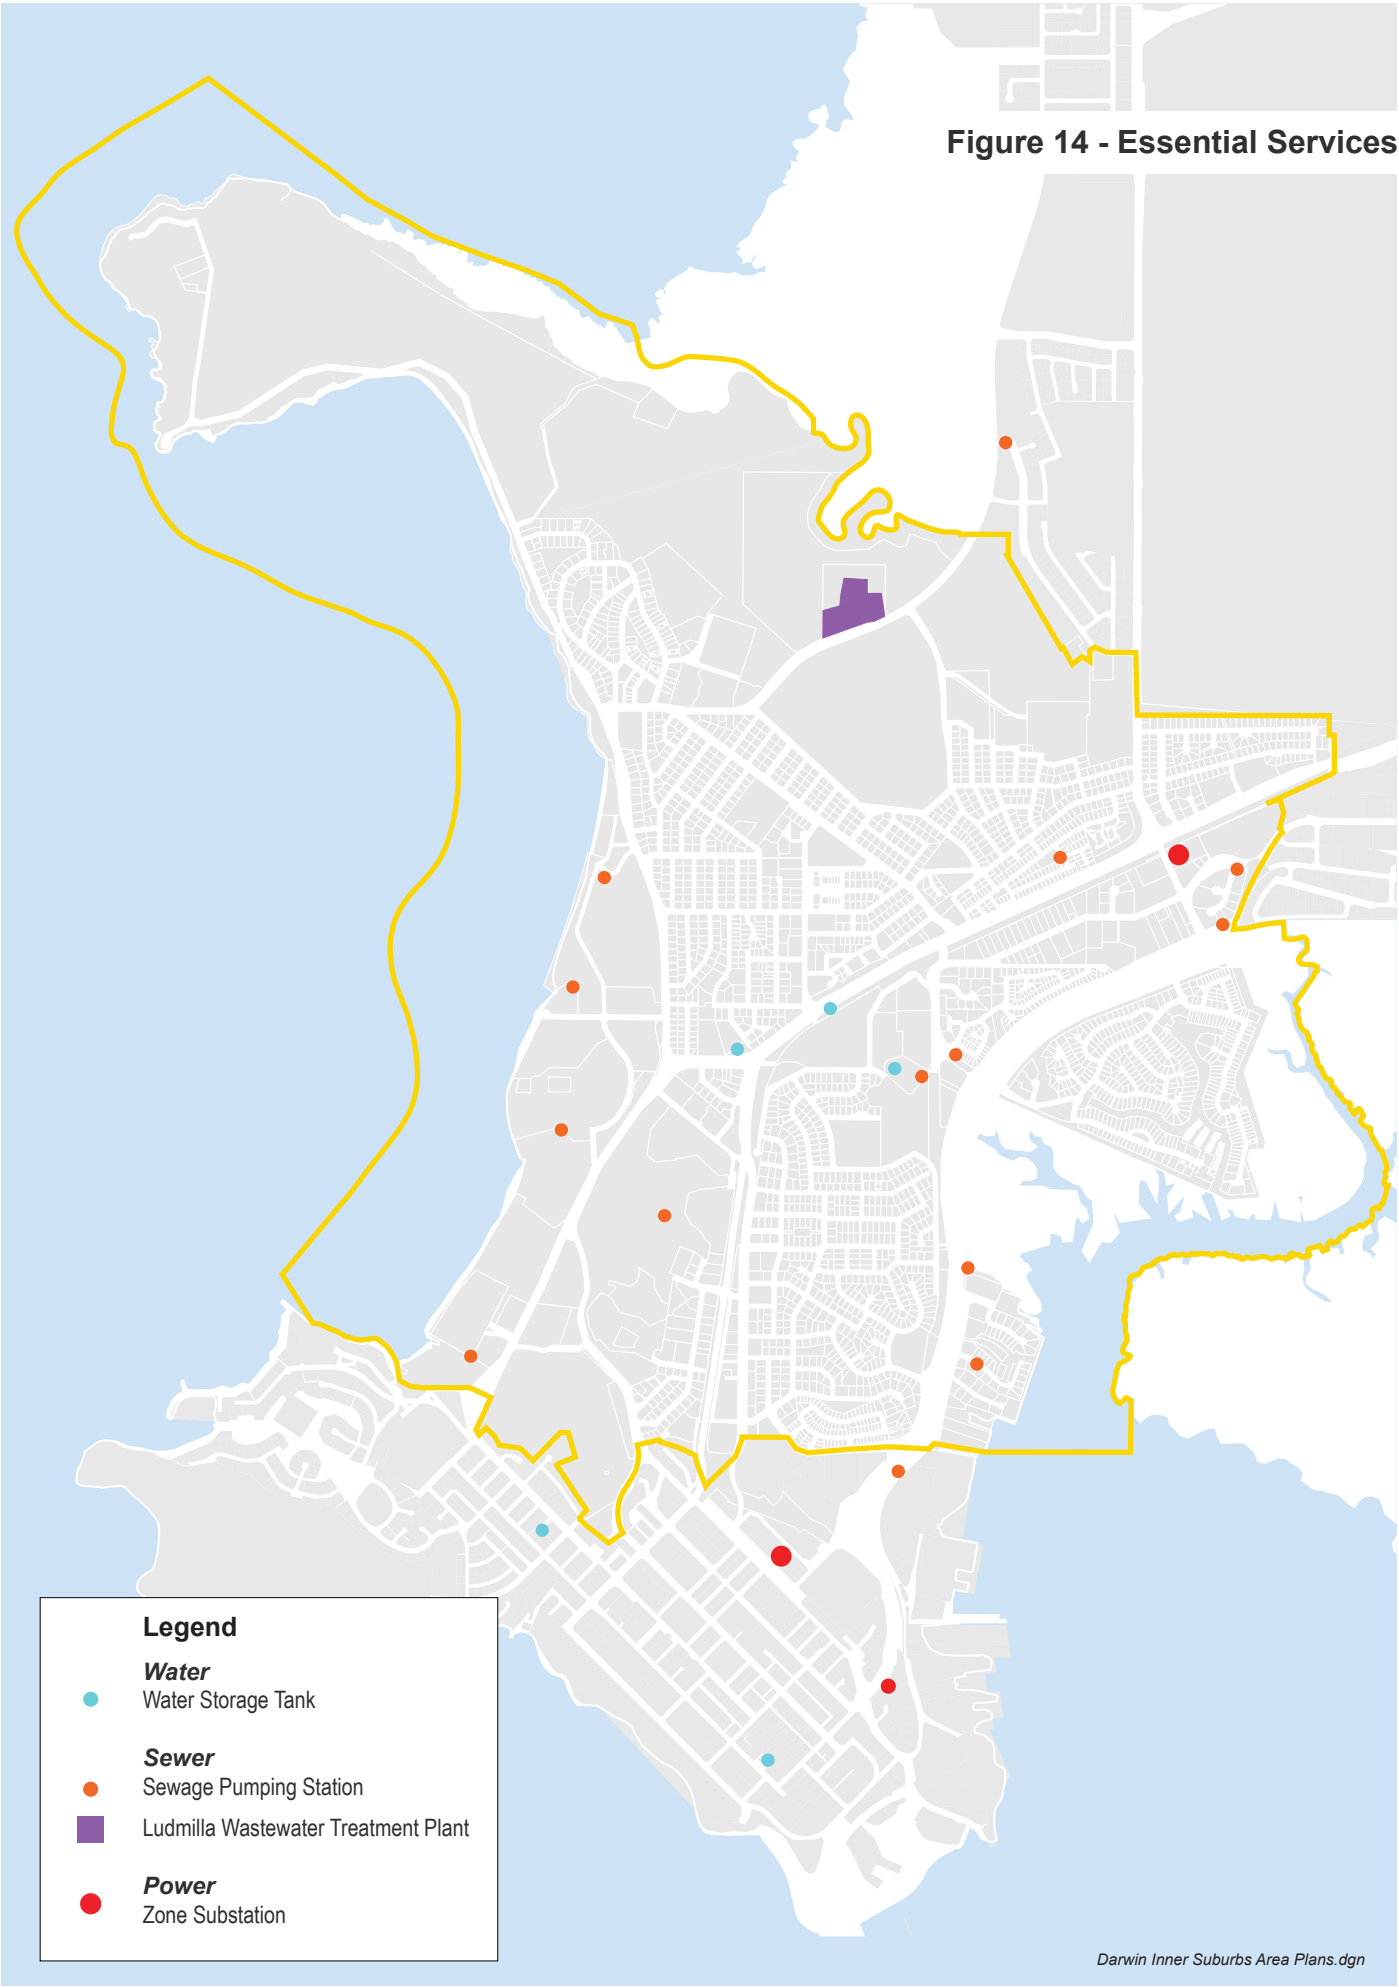 Figure 14 - Essential Services
Legend
Water
Water Storage Tank
Sewer
Sewage Pumping Station
Ludmilla Wastewater Treatment Plant
Power
Zone Substation
Darwin Inner Suburbs Area Plans.dgn